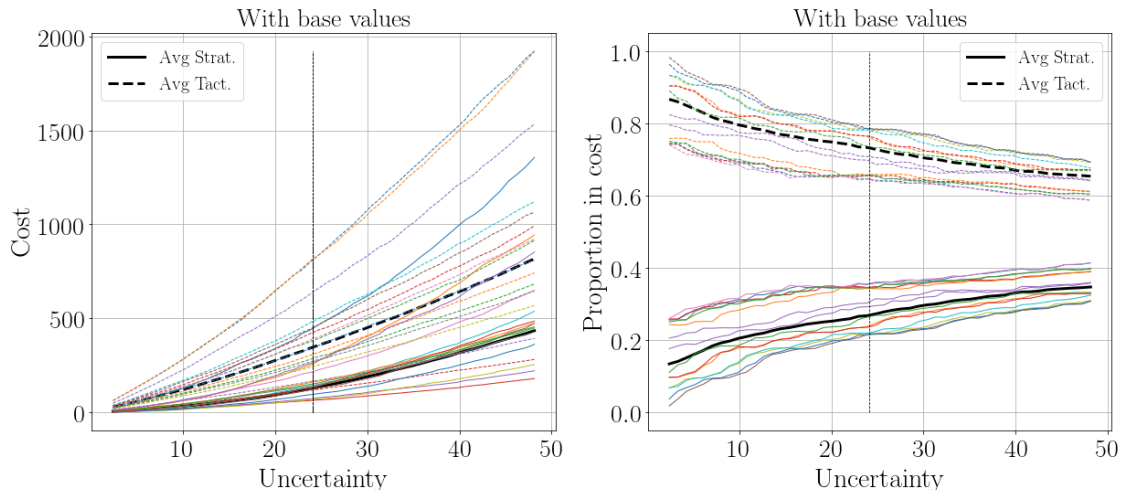 With base values
2000
1500
1000
500
0
Cost
Avg Strat.
Avg Tact.
10 20 30 40 50
Uncertainty
With base values
1.0
0.8
0.6
0.4
0.2
0.0
Proportion in cost
Avg Strat.
Avg Tact.
10 20 30 40 50
Uncertainty